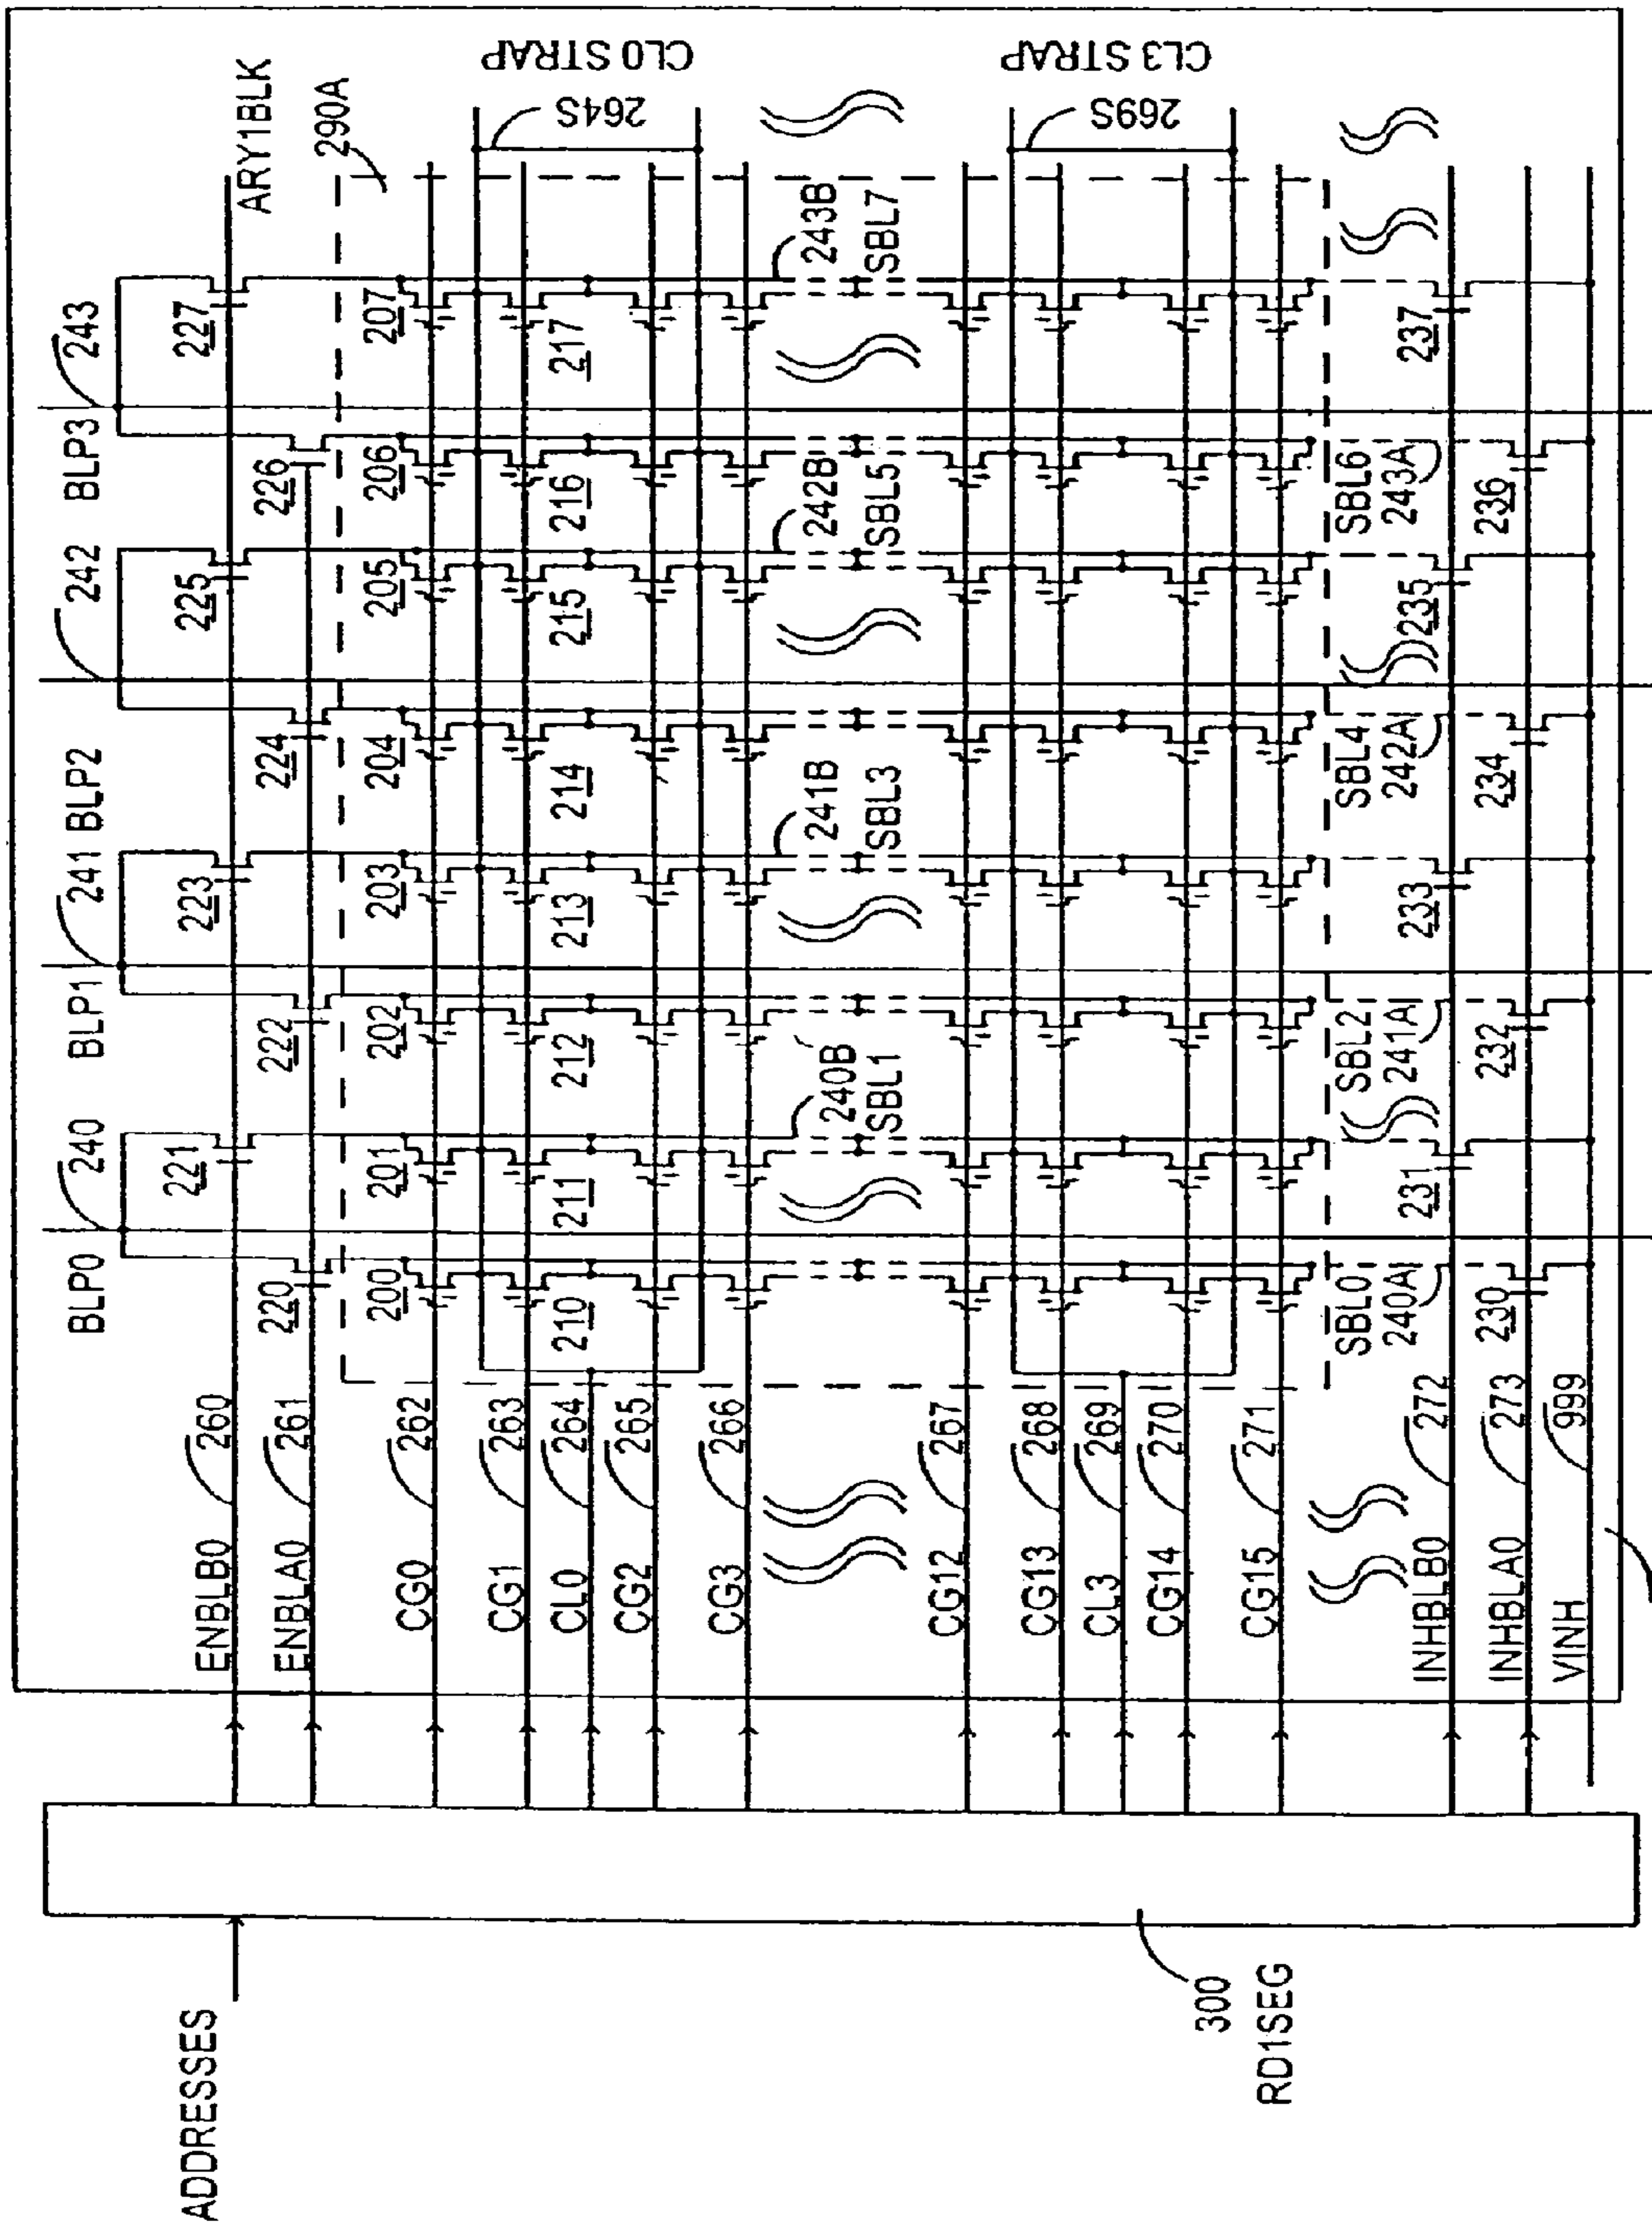 ADDRESSES
300
RD1SEG
ENBLB0 260
ENBLA0 261
CG0 262
CG1 263
CL0 264
CG2 265
CG3 266
CG12 267
CG13 268
CL3 269
CG14 270
CG15 271
INHBLB0 272
INHBLA0 273
VINH 999
BLP0 240 BLP1 241 BLP2 242 BLP3 243
220 221 222 223 224 225 226 227
ARY1BLK
290A
200 201 202 203 204 205 206 207
210 211 212 213 214 215 216 217
CL0 STRAP
264S
240B 241B 242B 243B
SBL1 SBL3 SBL5 SBL7
CL3 STRAP
269S
SBL0 SBL2 SBL4 SBL6
240A 241A 242A 243A
231 233 235 237
230 232 234 236